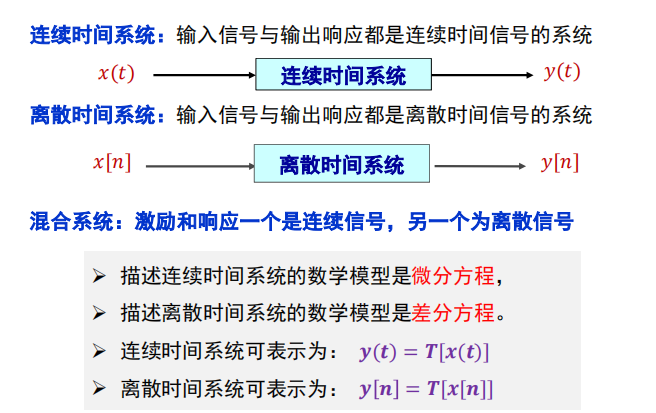 连续时间系统：输入信号与输出响应都是连续时间信号的系统
x(t) 连续时间系统 y(t)
离散时间系统：输入信号与输出响应都是离散时间信号的系统
x[n] 离散时间系统 y[n]
混合系统：激励和响应一个是连续信号，另一个为离散信号
➢ 描述连续时间系统的数学模型是微分方程，
➢ 描述离散时间系统的数学模型是差分方程。
➢ 连续时间系统可表示为： y(t) = T[x(t)]
➢ 离散时间系统可表示为： y[n] = T[x[n]]